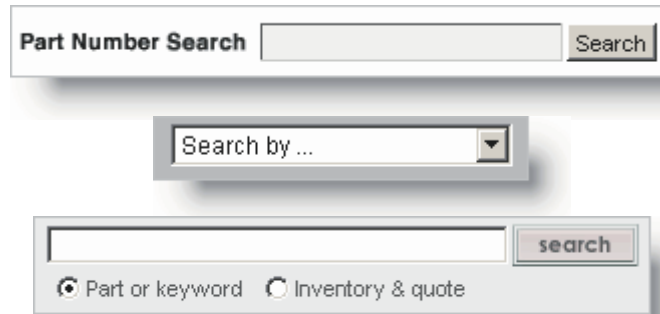 Part Number Search Search
Search by ...
search
Part or keyword Inventory & quote